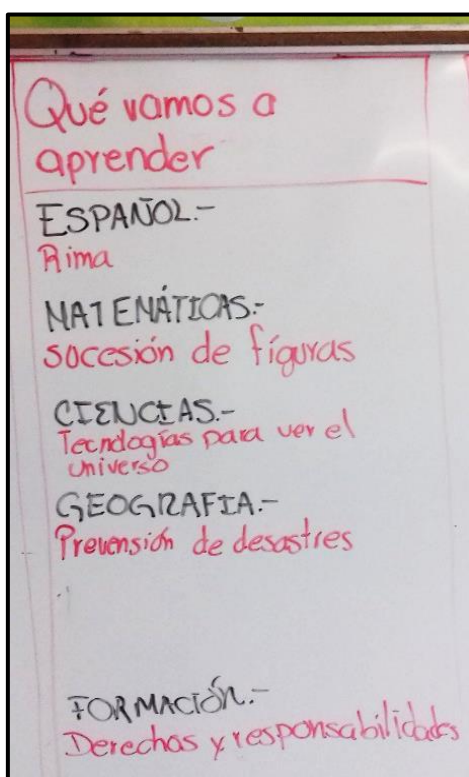 Qué vamos a
aprender
ESPAÑOL.-
Rima
MATEMÁTICAS.-
socesión de fíguras
CIENCIAS.-
Tecnologías para ver el
universo
GEOGRAFIA.-
Prevensión de desastres
FORMACIÓN.-
Derechos y responsabilidades